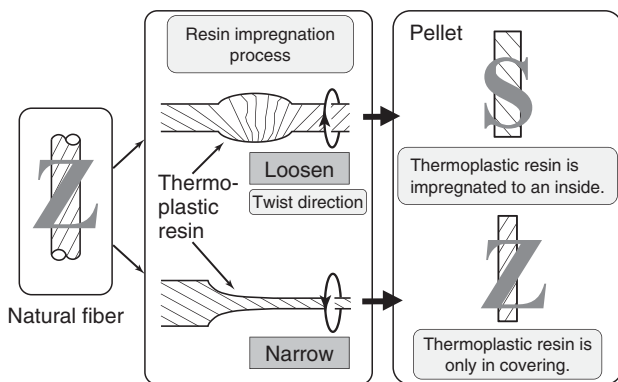 Resin impregnation
process
Pellet
Z
Natural fiber
Thermo-
plastic
resin
Loosen
Twist direction
Narrow
S
Thermoplastic resin is
impregnated to an inside.
Z
Thermoplastic resin is
only in covering.